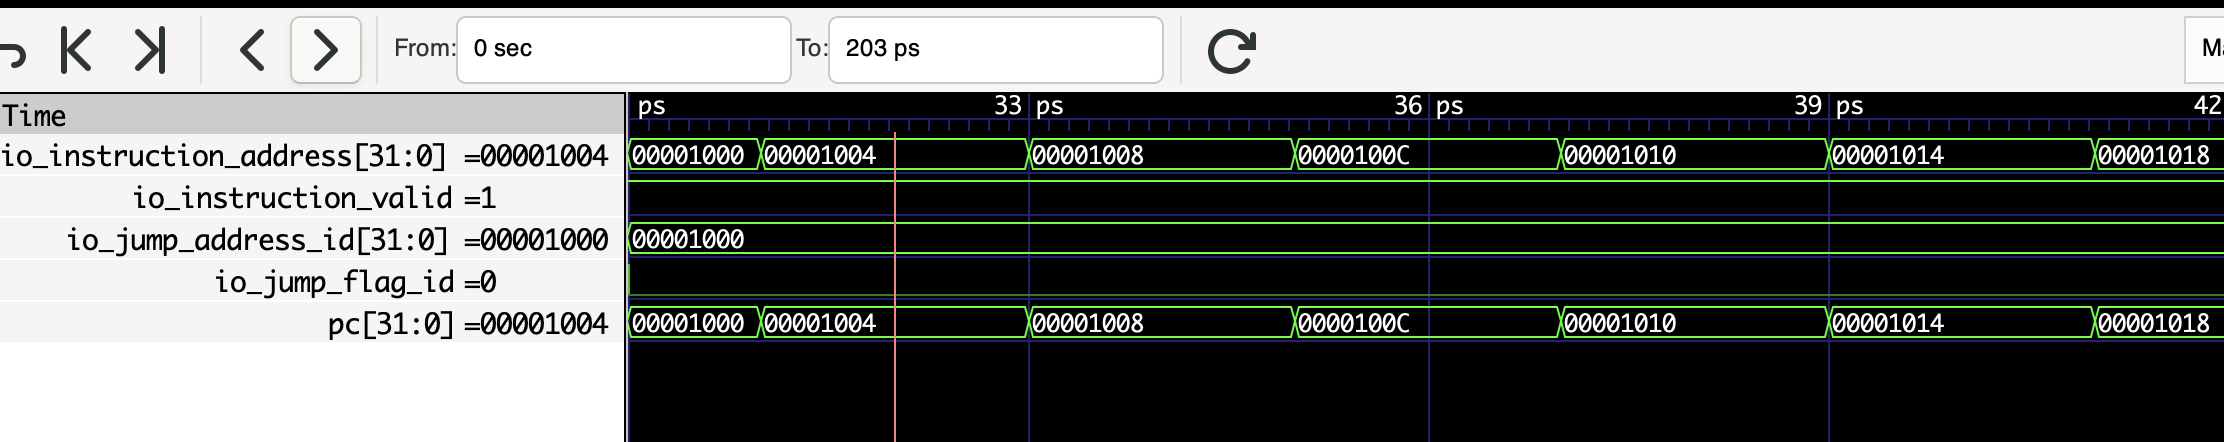 From: 0 sec To: 203 ps
Time ps 33 ps 36 ps 39 ps 42
io_instruction_address[31:0] =00001004 00001000 00001004 00001008 0000100C 00001010 00001014 00001018
io_instruction_valid =1
io_jump_address_id[31:0] =00001000 00001000
io_jump_flag_id =0
pc[31:0] =00001004 00001000 00001004 00001008 0000100C 00001010 00001014 00001018